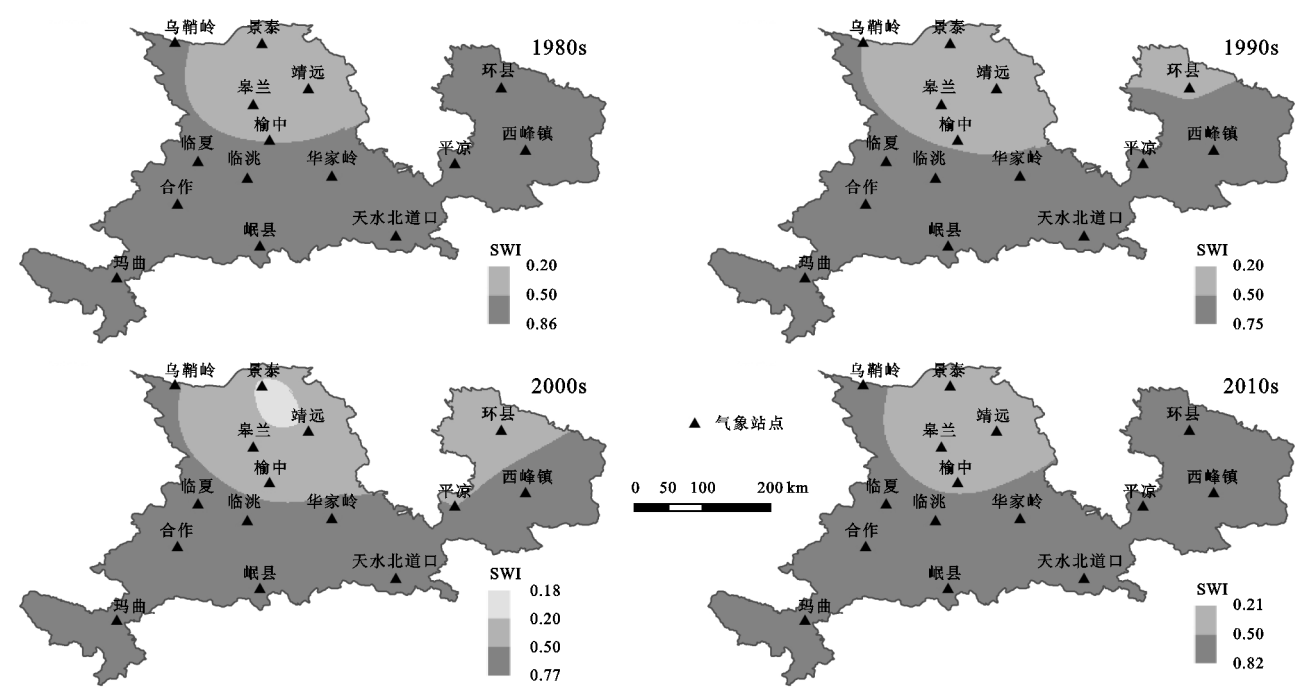 乌鞘岭
景泰
1980s
靖远
环县
皋兰
榆中
西峰镇
临夏
临洮
华家岭
平凉
合作
天水北道口
岷县
玛曲
SWI
0.20
0.50
0.86
乌鞘岭
景泰
1990s
靖远
环县
皋兰
榆中
西峰镇
临夏
临洮
华家岭
平凉
合作
天水北道口
岷县
玛曲
SWI
0.20
0.50
0.75
乌鞘岭
景泰
2000s
靖远
环县
皋兰
榆中
西峰镇
临夏
临洮
华家岭
平凉
合作
天水北道口
岷县
玛曲
SWI
0.18
0.20
0.50
0.77
气象站点
0 50 100 200 km
乌鞘岭
景泰
2010s
靖远
环县
皋兰
榆中
西峰镇
临夏
临洮
华家岭
平凉
合作
天水北道口
岷县
玛曲
SWI
0.21
0.50
0.82